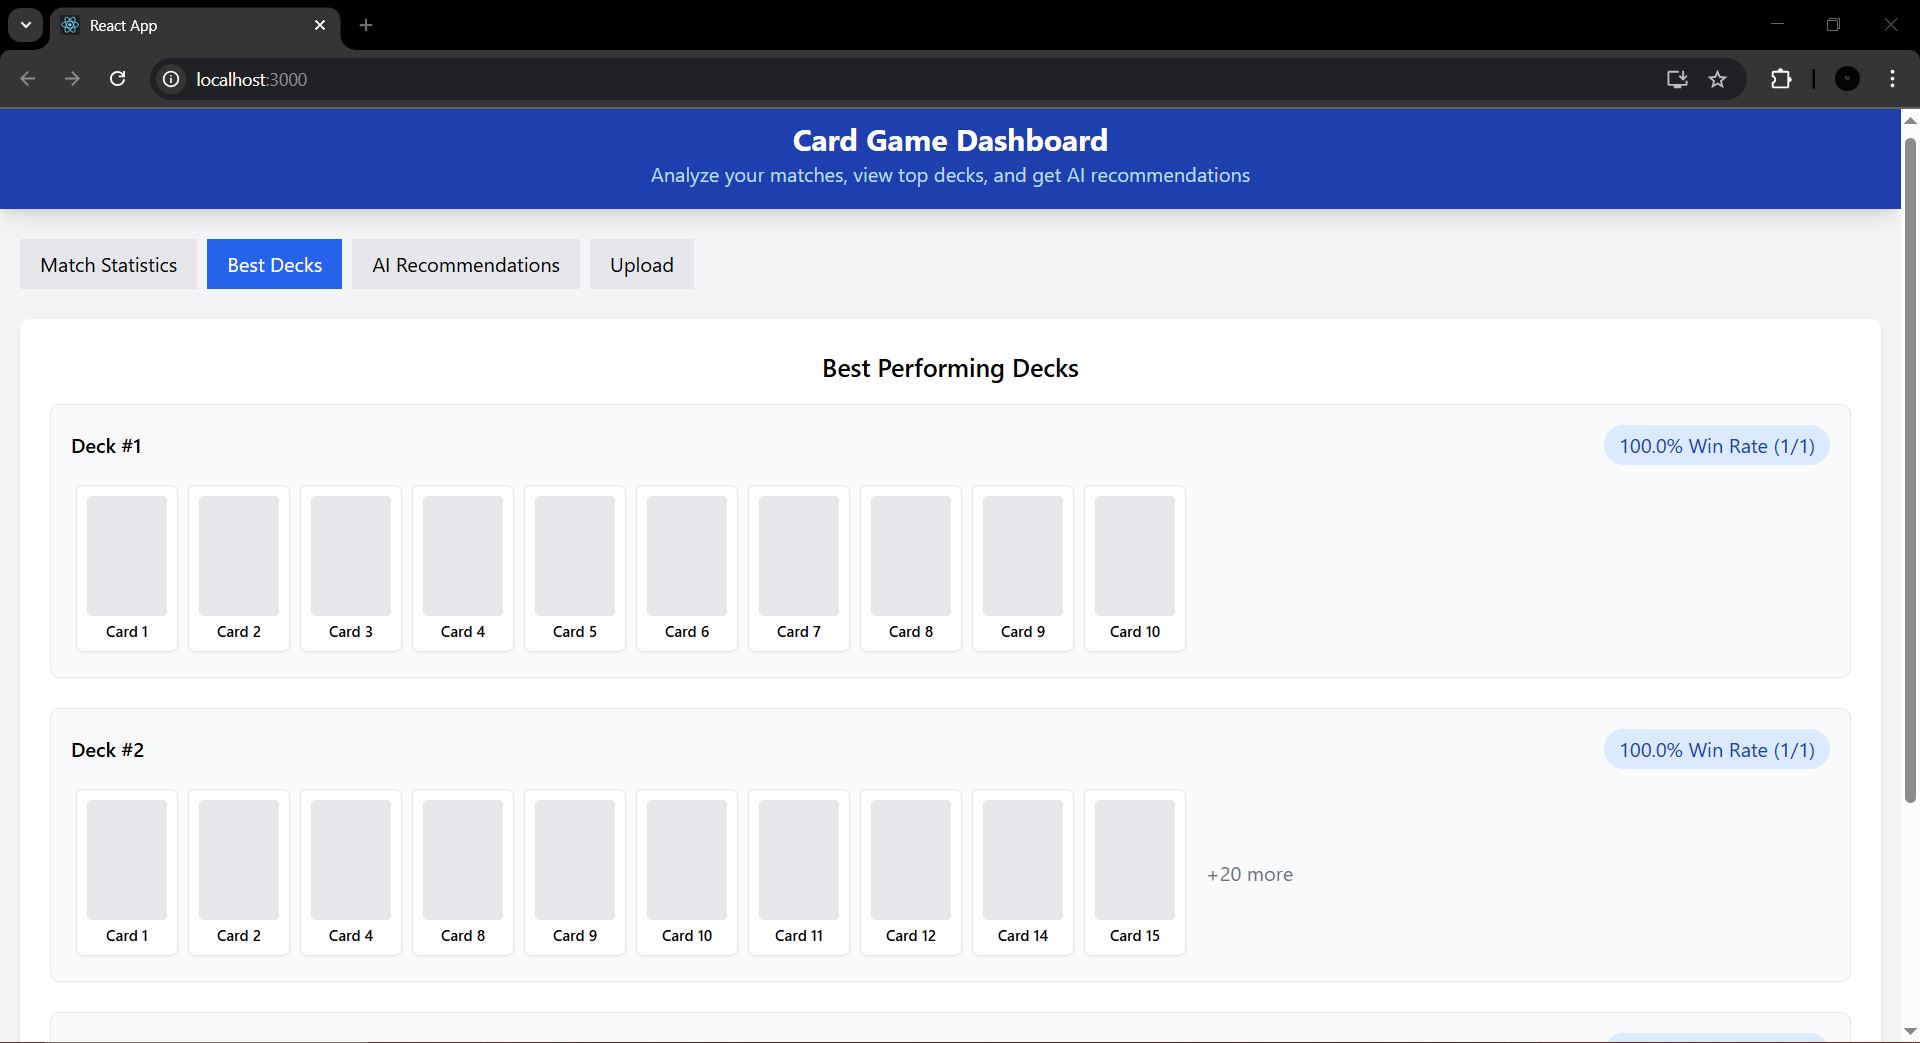 React App
localhost:3000
Card Game Dashboard
Analyze your matches, view top decks, and get AI recommendations
Match Statistics Best Decks AI Recommendations Upload
Best Performing Decks
Deck #1 100.0% Win Rate (1/1)
Card 1 Card 2 Card 3 Card 4 Card 5 Card 6 Card 7 Card 8 Card 9 Card 10
Deck #2 100.0% Win Rate (1/1)
+20 more
Card 1 Card 2 Card 4 Card 8 Card 9 Card 10 Card 11 Card 12 Card 14 Card 15